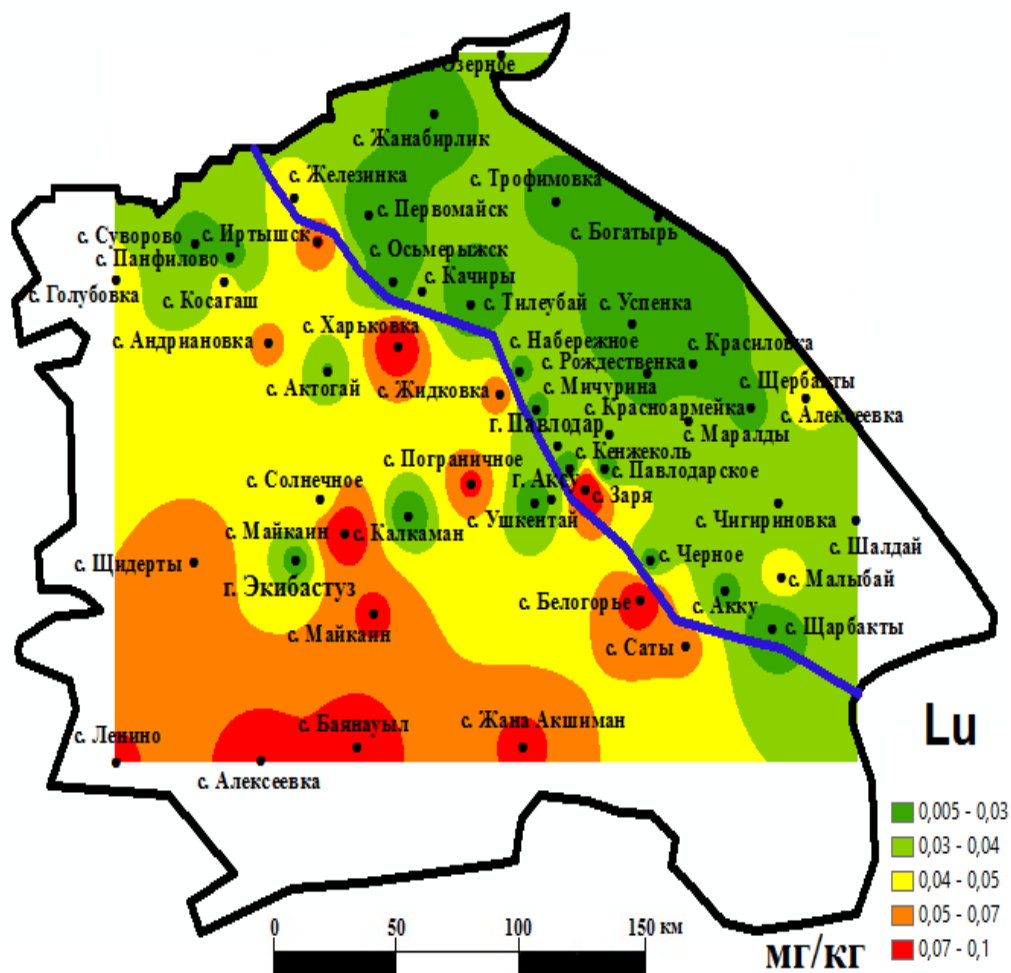 с. Озерное
с. Жанабирлик
с. Железинка
с. Трофимовка
с. Первомайск
с. Суворово
с. Иртышск
с. Богатырь
с. Панфилово
с. Осьмерыжск
с. Качиры
с. Голубовка
с. Косагаш
с. Тилеубай
с. Успенка
с. Харьковка
с. Андриановка
с. Набережное
с. Красиловка
с. Рождественка
с. Актогай
с. Жидковка
с. Мичурина
с. Щербакты
с. Красноармейка
с. Алексеевка
г. Павлодар
с. Маралды
с. Кенжеколь
с. Пограничное
с. Павлодарское
с. Солнечное
г. Аксу
с. Заря
с. Ушкентай
с. Чигириновка
с. Майкаин
с. Калкаман
с. Шалдай
с. Черное
с. Щидерты
с. Малыбай
г. Экибастуз
с. Белогорье
с. Акку
с. Майкаин
с. Щарбакты
с. Саты
с. Баянауыл
с. Жана Акшиман
с. Ленино
с. Алексеевка
Lu
0,005 - 0,03
0,03 - 0,04
0,04 - 0,05
0,05 - 0,07
0,07 - 0,1
0 50 100 150 км
мг/кг